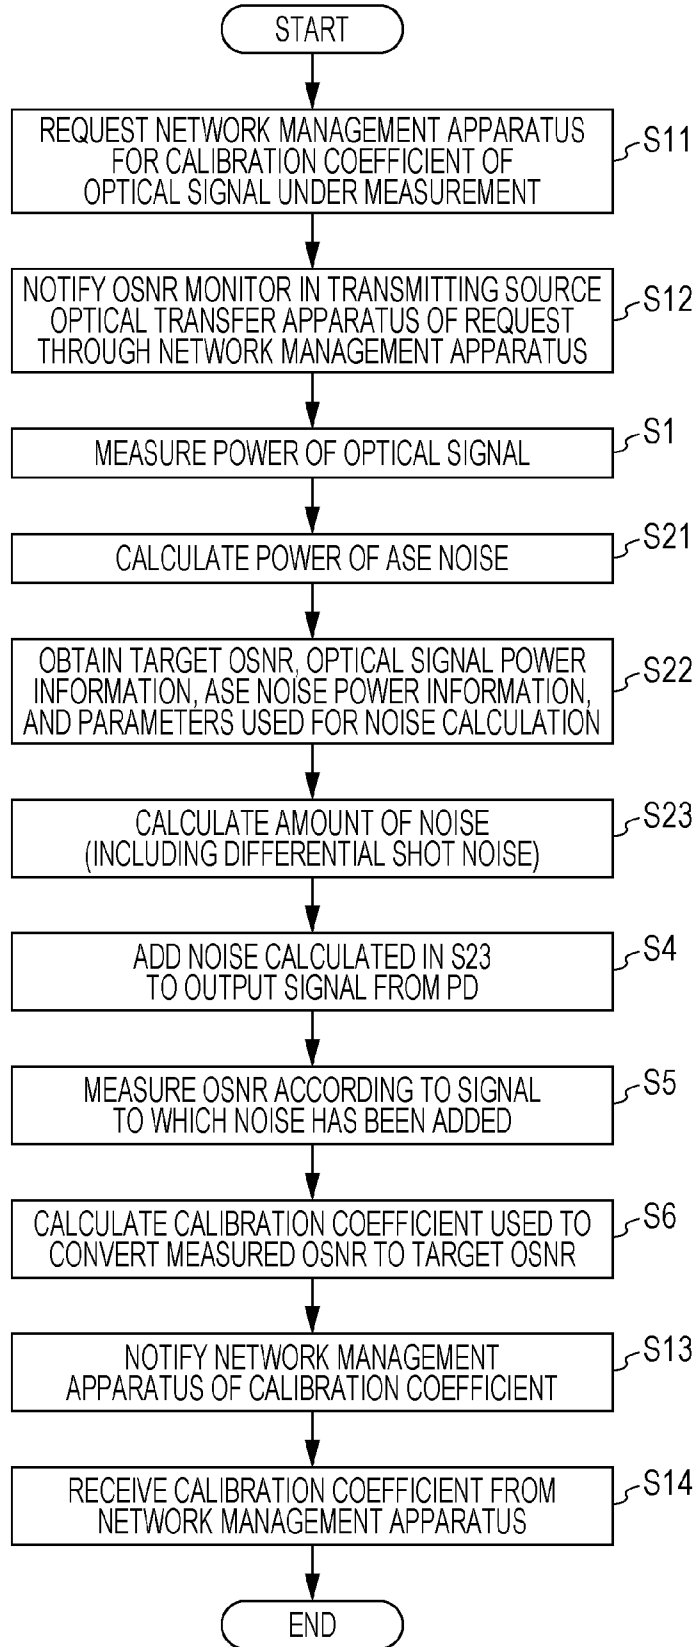 START
REQUEST NETWORK MANAGEMENT APPARATUS
FOR CALIBRATION COEFFICIENT OF
OPTICAL SIGNAL UNDER MEASUREMENT
S11
NOTIFY OSNR MONITOR IN TRANSMITTING SOURCE
OPTICAL TRANSFER APPARATUS OF REQUEST
THROUGH NETWORK MANAGEMENT APPARATUS
S12
MEASURE POWER OF OPTICAL SIGNAL
S1
CALCULATE POWER OF ASE NOISE
S21
OBTAIN TARGET OSNR, OPTICAL SIGNAL POWER
INFORMATION, ASE NOISE POWER INFORMATION,
AND PARAMETERS USED FOR NOISE CALCULATION
S22
CALCULATE AMOUNT OF NOISE
(INCLUDING DIFFERENTIAL SHOT NOISE)
S23
ADD NOISE CALCULATED IN S23
TO OUTPUT SIGNAL FROM PD
S4
MEASURE OSNR ACCORDING TO SIGNAL
TO WHICH NOISE HAS BEEN ADDED
S5
CALCULATE CALIBRATION COEFFICIENT USED TO
CONVERT MEASURED OSNR TO TARGET OSNR
S6
NOTIFY NETWORK MANAGEMENT
APPARATUS OF CALIBRATION COEFFICIENT
S13
RECEIVE CALIBRATION COEFFICIENT FROM
NETWORK MANAGEMENT APPARATUS
S14
END